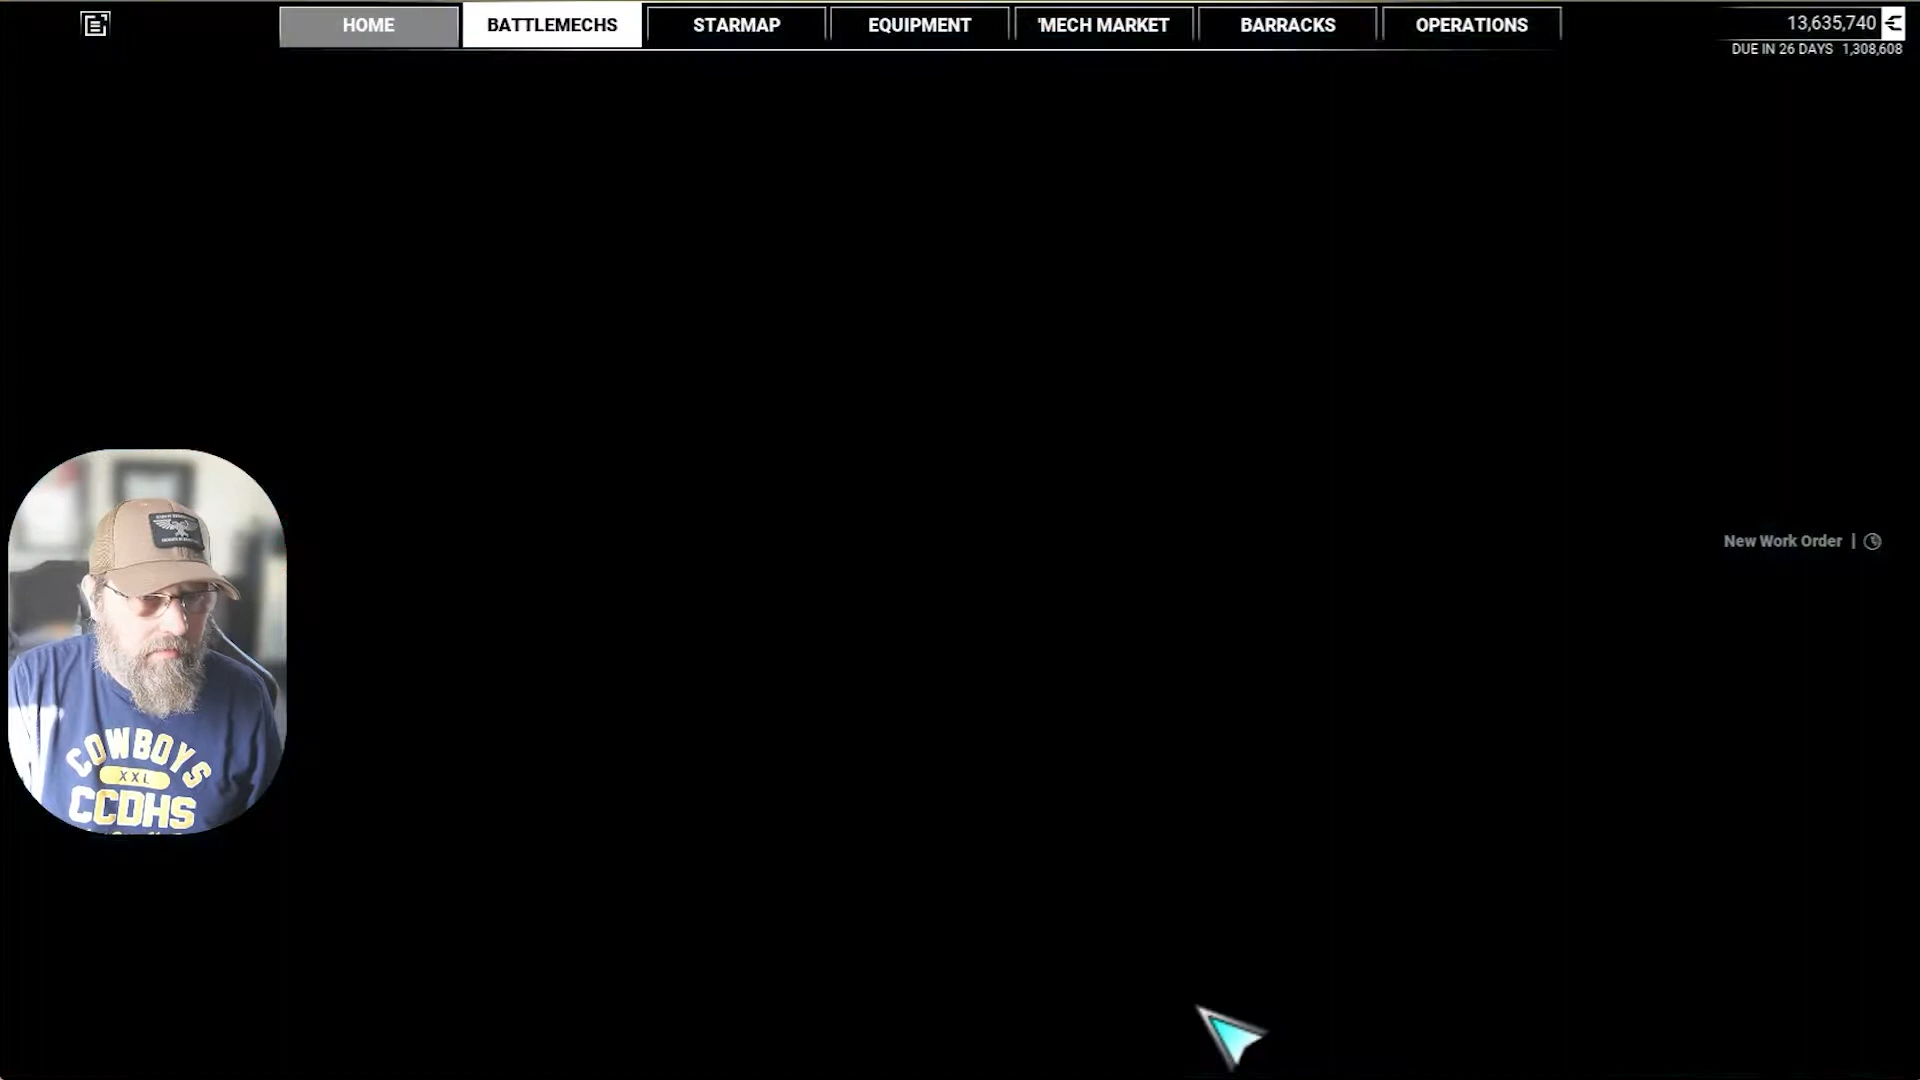 HOME
BATTLEMECHS
STARMAP
EQUIPMENT
'MECH MARKET
BARRACKS
OPERATIONS
13,635,740
DUE IN 26 DAYS 1,308,608
New Work Order |
COWBOYS
XXL
CCDHS